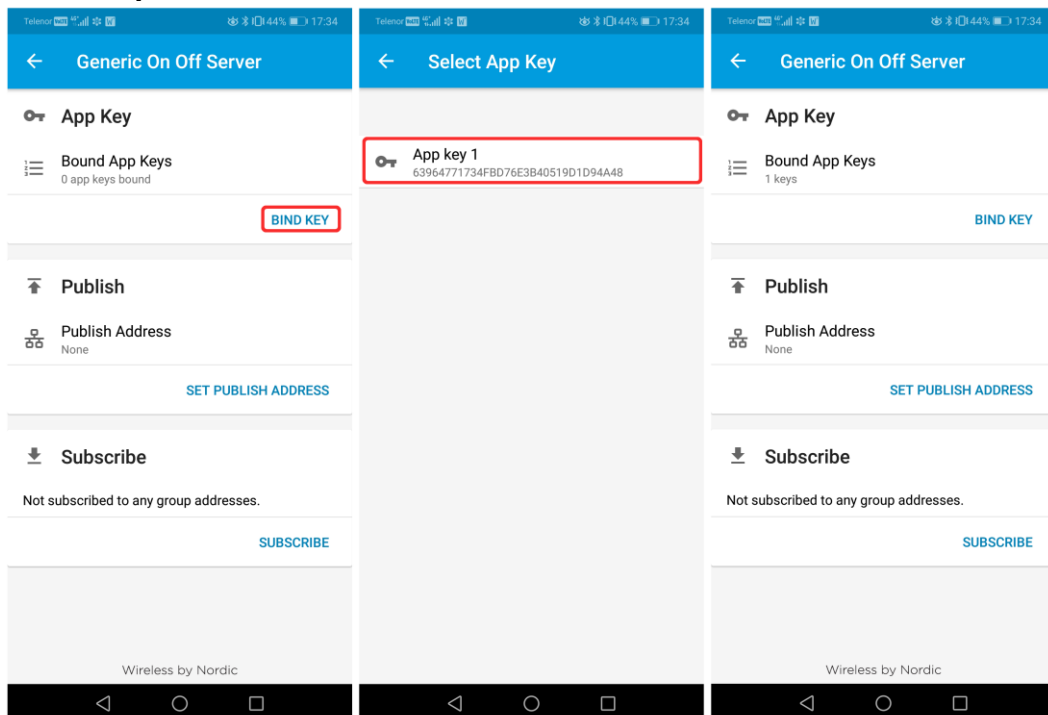 Telenor 44% 17:34
Generic On Off Server
App Key
Bound App Keys
0 app keys bound
BIND KEY
Publish
Publish Address
None
SET PUBLISH ADDRESS
Subscribe
Not subscribed to any group addresses.
SUBSCRIBE
Wireless by Nordic
Telenor 44% 17:34
Select App Key
App key 1
63964771734FBD76E3B40519D1D94A48
Telenor 44% 17:34
Generic On Off Server
App Key
Bound App Keys
1 keys
BIND KEY
Publish
Publish Address
None
SET PUBLISH ADDRESS
Subscribe
Not subscribed to any group addresses.
SUBSCRIBE
Wireless by Nordic